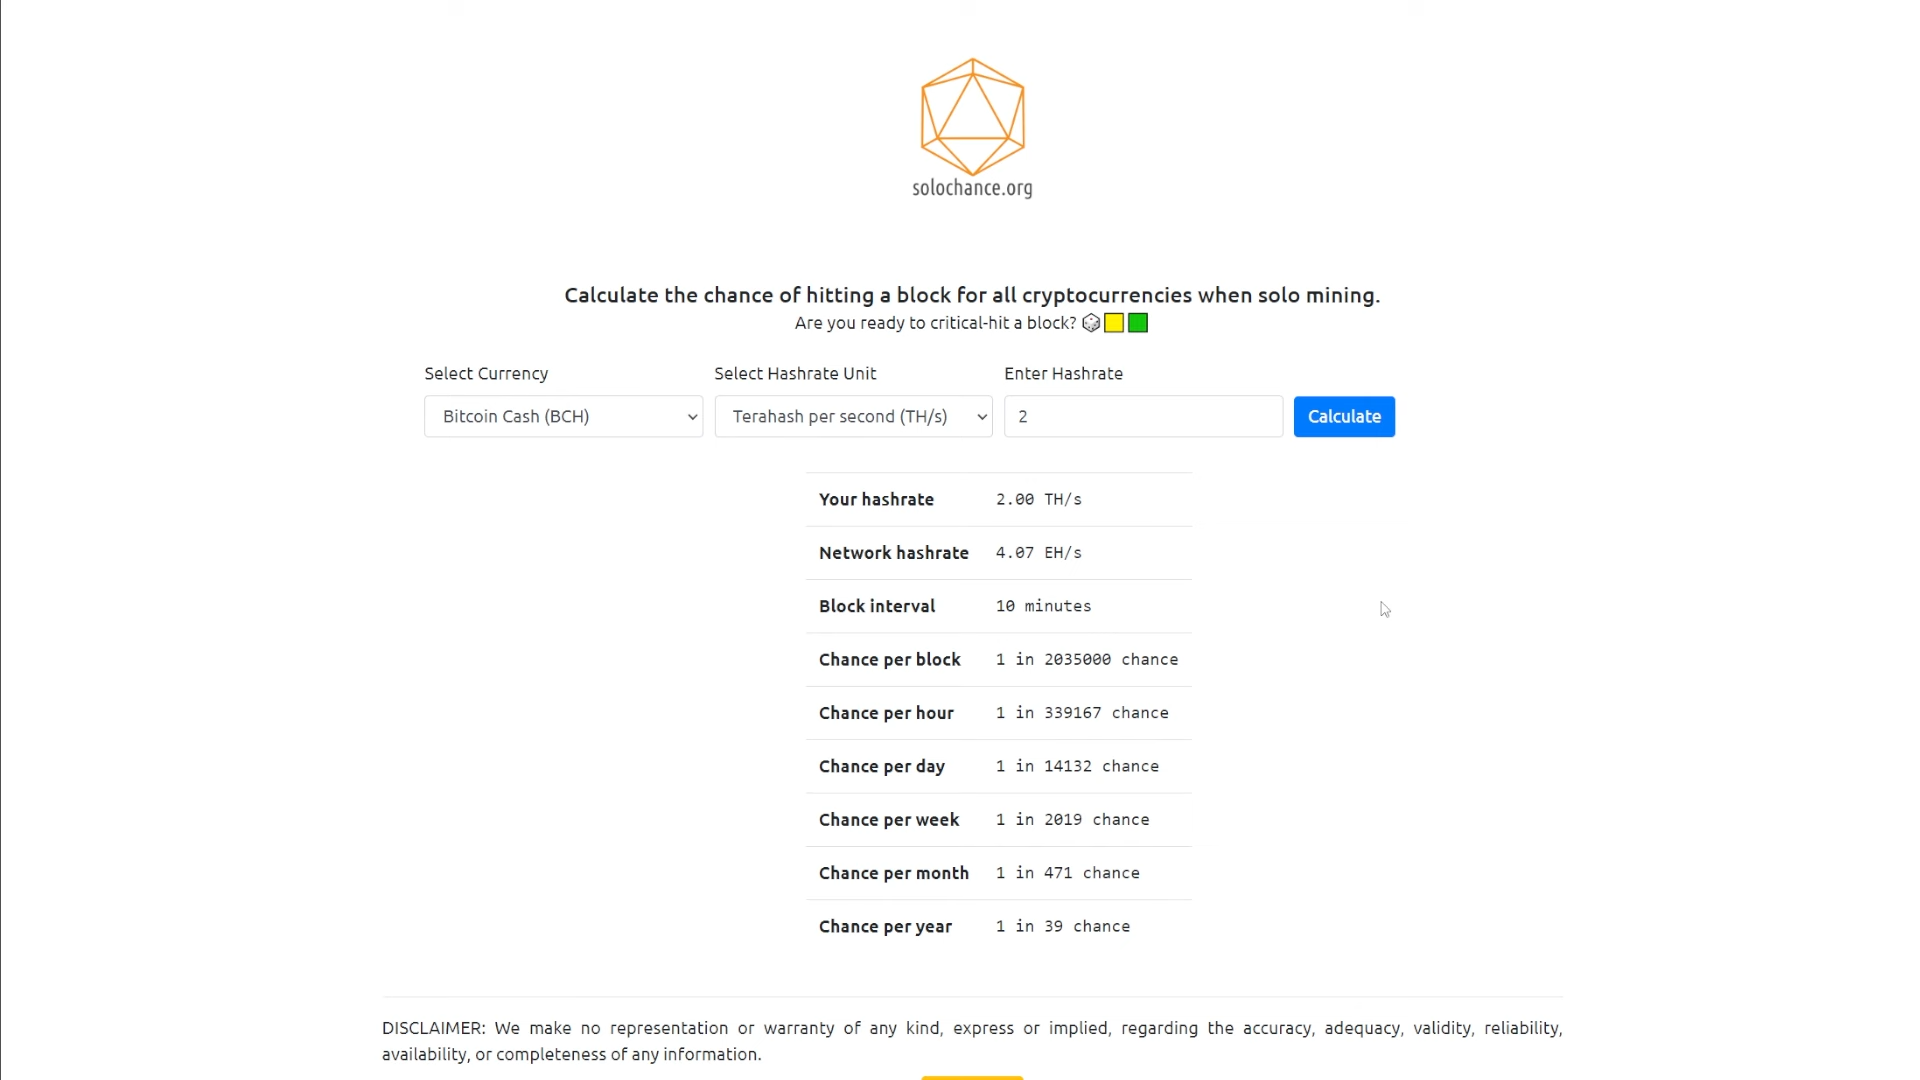 solochance.org
Calculate the chance of hitting a block for all cryptocurrencies when solo mining.
Are you ready to critical-hit a block?
Select Currency
Select Hashrate Unit
Enter Hashrate
Bitcoin Cash (BCH)
Terahash per second (TH/s)
2
Calculate
Your hashrate 2.00 TH/s
Network hashrate 4.07 EH/s
Block interval 10 minutes
Chance per block 1 in 2035000 chance
Chance per hour 1 in 339167 chance
Chance per day 1 in 14132 chance
Chance per week 1 in 2019 chance
Chance per month 1 in 471 chance
Chance per year 1 in 39 chance
DISCLAIMER: We make no representation or warranty of any kind, express or implied, regarding the accuracy, adequacy, validity, reliability,
availability, or completeness of any information.